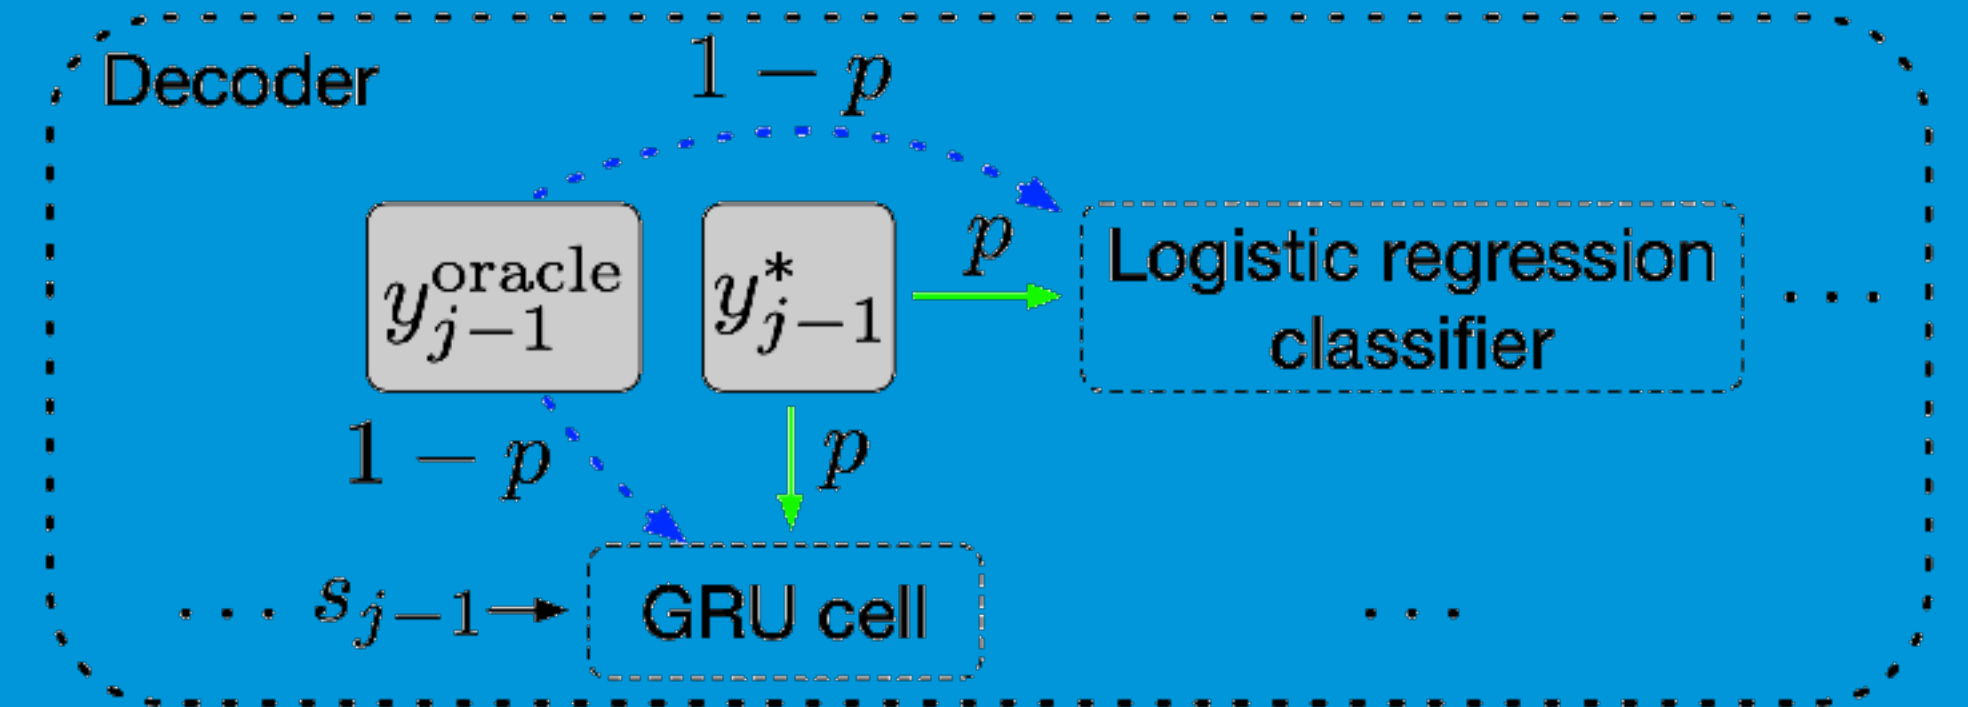 Decoder
1 − p
y_{j−1}^{oracle}
y_{j−1}^{*}
p
Logistic regression
classifier
...
1 − p
p
... s_{j−1}
GRU cell
...